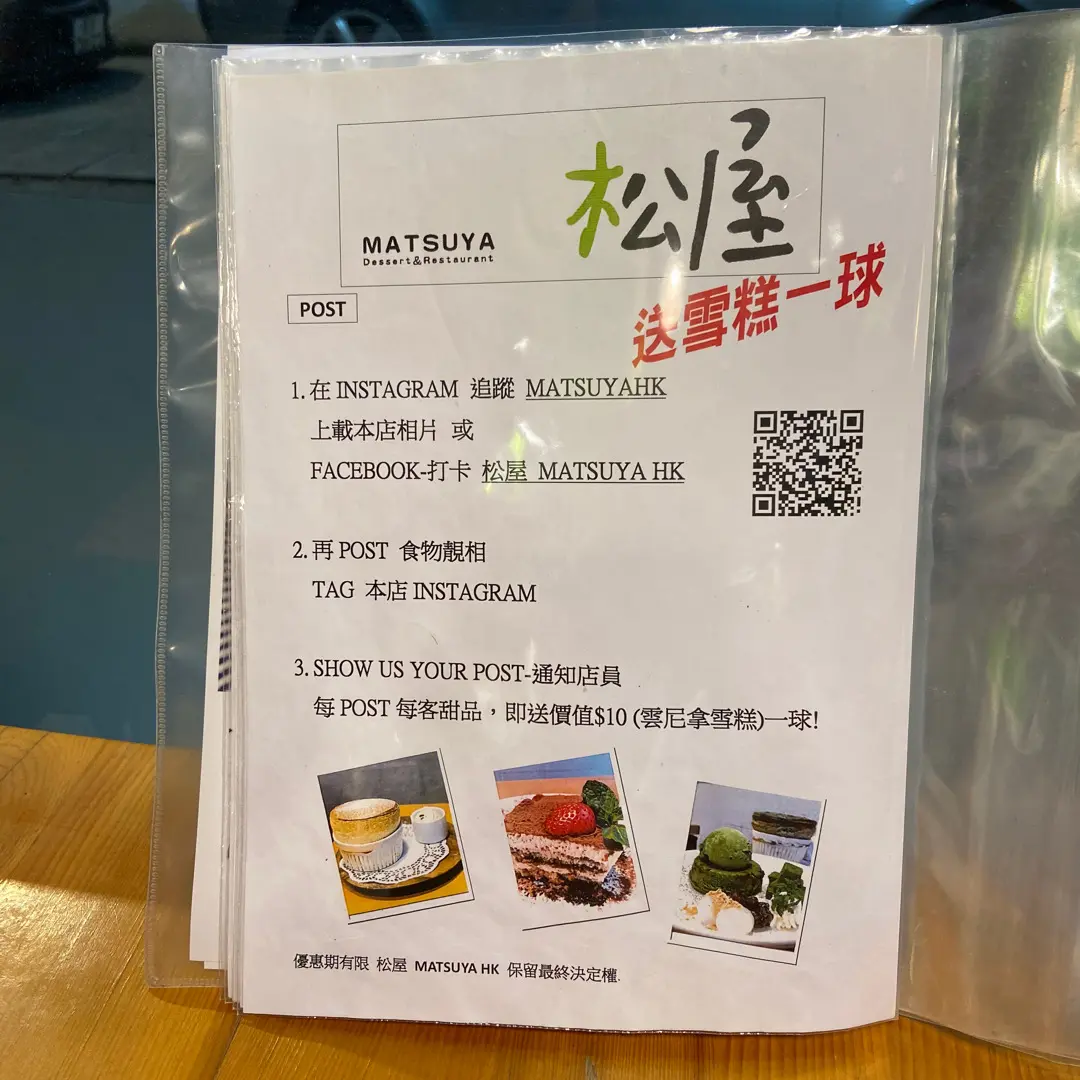 松屋
MATSUYA
Dessert&Restaurant
送雪糕一球
POST
1. 在 INSTAGRAM 追蹤 MATSUYAHK
上載本店相片 或
FACEBOOK-打卡 松屋 MATSUYA HK
2. 再 POST 食物靚相
TAG 本店 INSTAGRAM
3. SHOW US YOUR POST-通知店員
每 POST 每客甜品，即送價值$10 (雲尼拿雪糕)一球!
優惠期有限 松屋 MATSUYA HK 保留最終決定權.